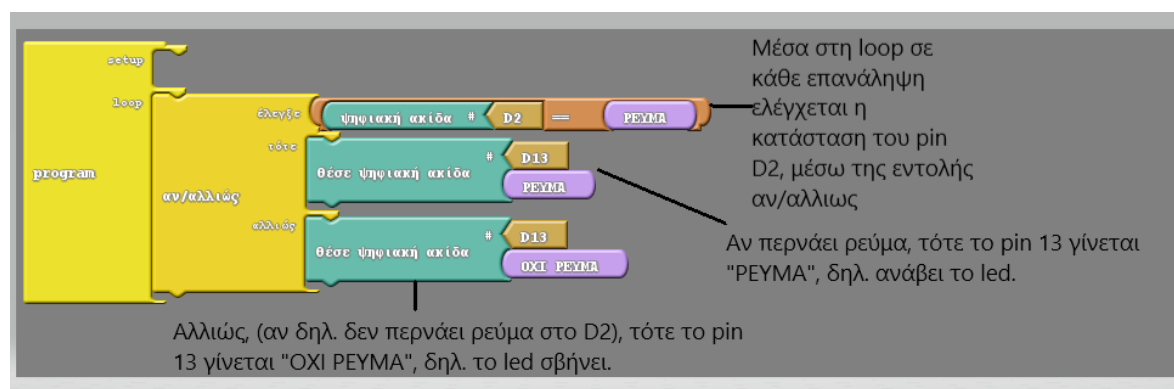 setup
loop
program
αν/αλλιώς
έλεγξε
ψηφιακή ακίδα # D2 == ΡΕΥΜΑ
τότε
θέσε ψηφιακή ακίδα # D13
ΡΕΥΜΑ
αλλιώς
θέσε ψηφιακή ακίδα # D13
ΟΧΙ ΡΕΥΜΑ
Μέσα στη loop σε
κάθε επανάληψη
ελέγχεται η
κατάσταση του pin
D2, μέσω της εντολής
αν/αλλιως
Αν περνάει ρεύμα, τότε το pin 13 γίνεται
"ΡΕΥΜΑ", δηλ. ανάβει το led.
Αλλιώς, (αν δηλ. δεν περνάει ρεύμα στο D2), τότε το pin
13 γίνεται "ΟΧΙ ΡΕΥΜΑ", δηλ. το led σβήνει.